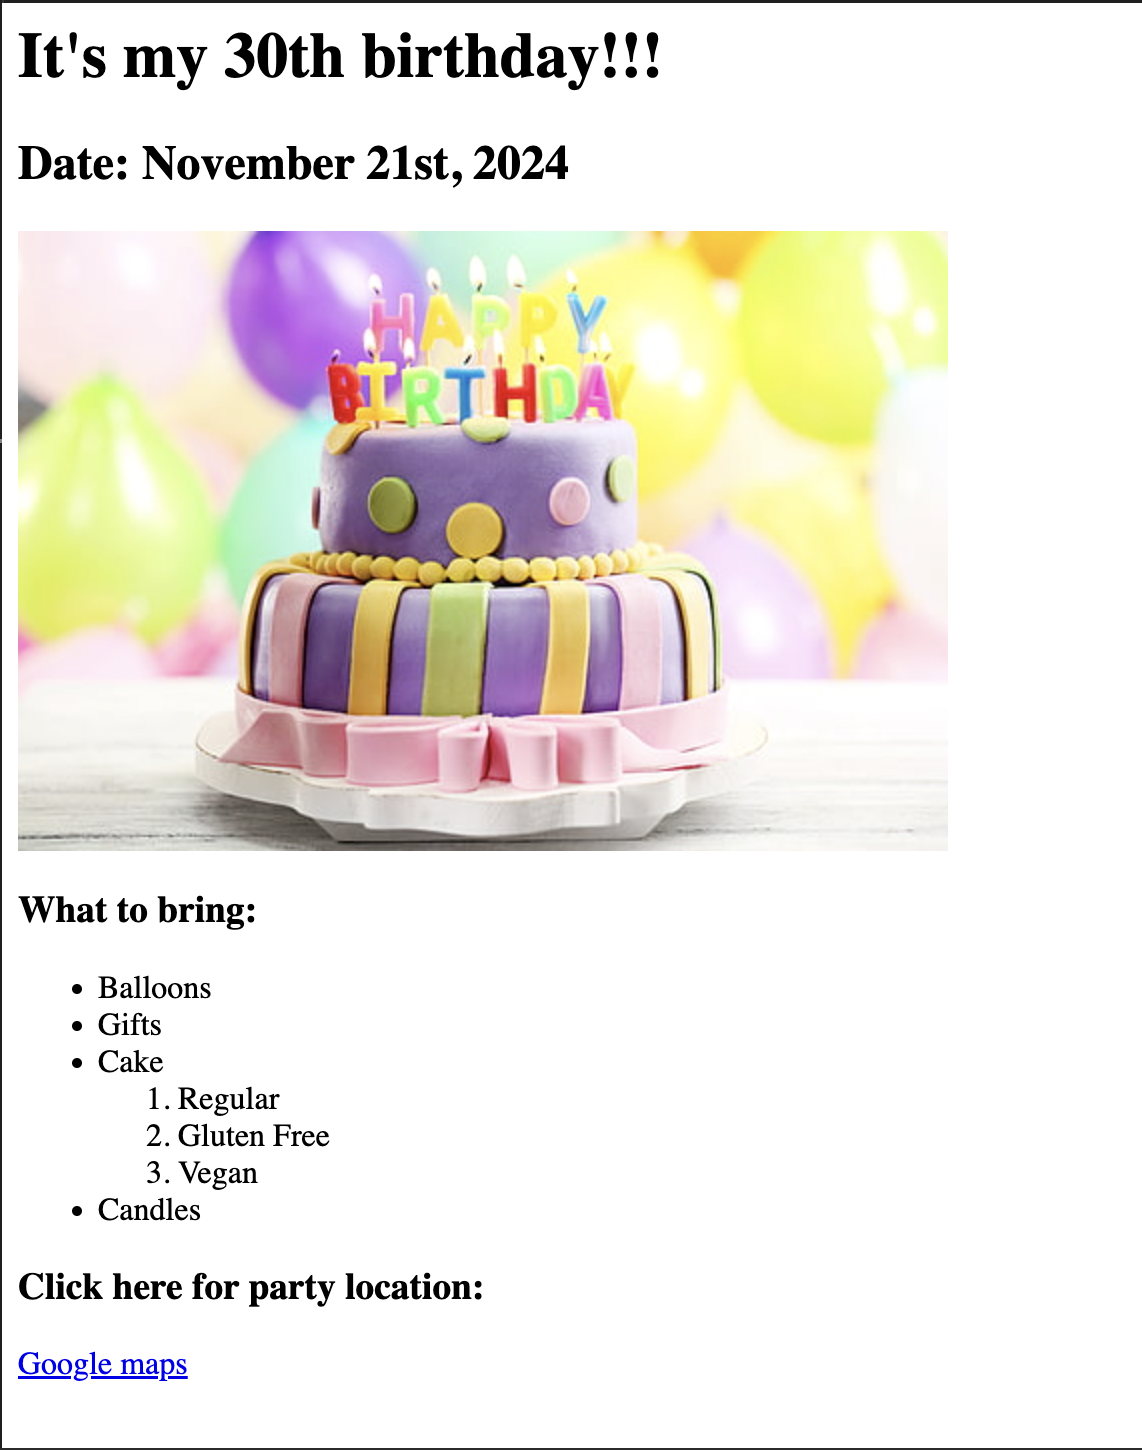 It's my 30th birthday!!!
Date: November 21st, 2024
HAPPY
BIRTHDAY
What to bring:
• Balloons
• Gifts
• Cake
1. Regular
2. Gluten Free
3. Vegan
• Candles
Click here for party location:
Google maps